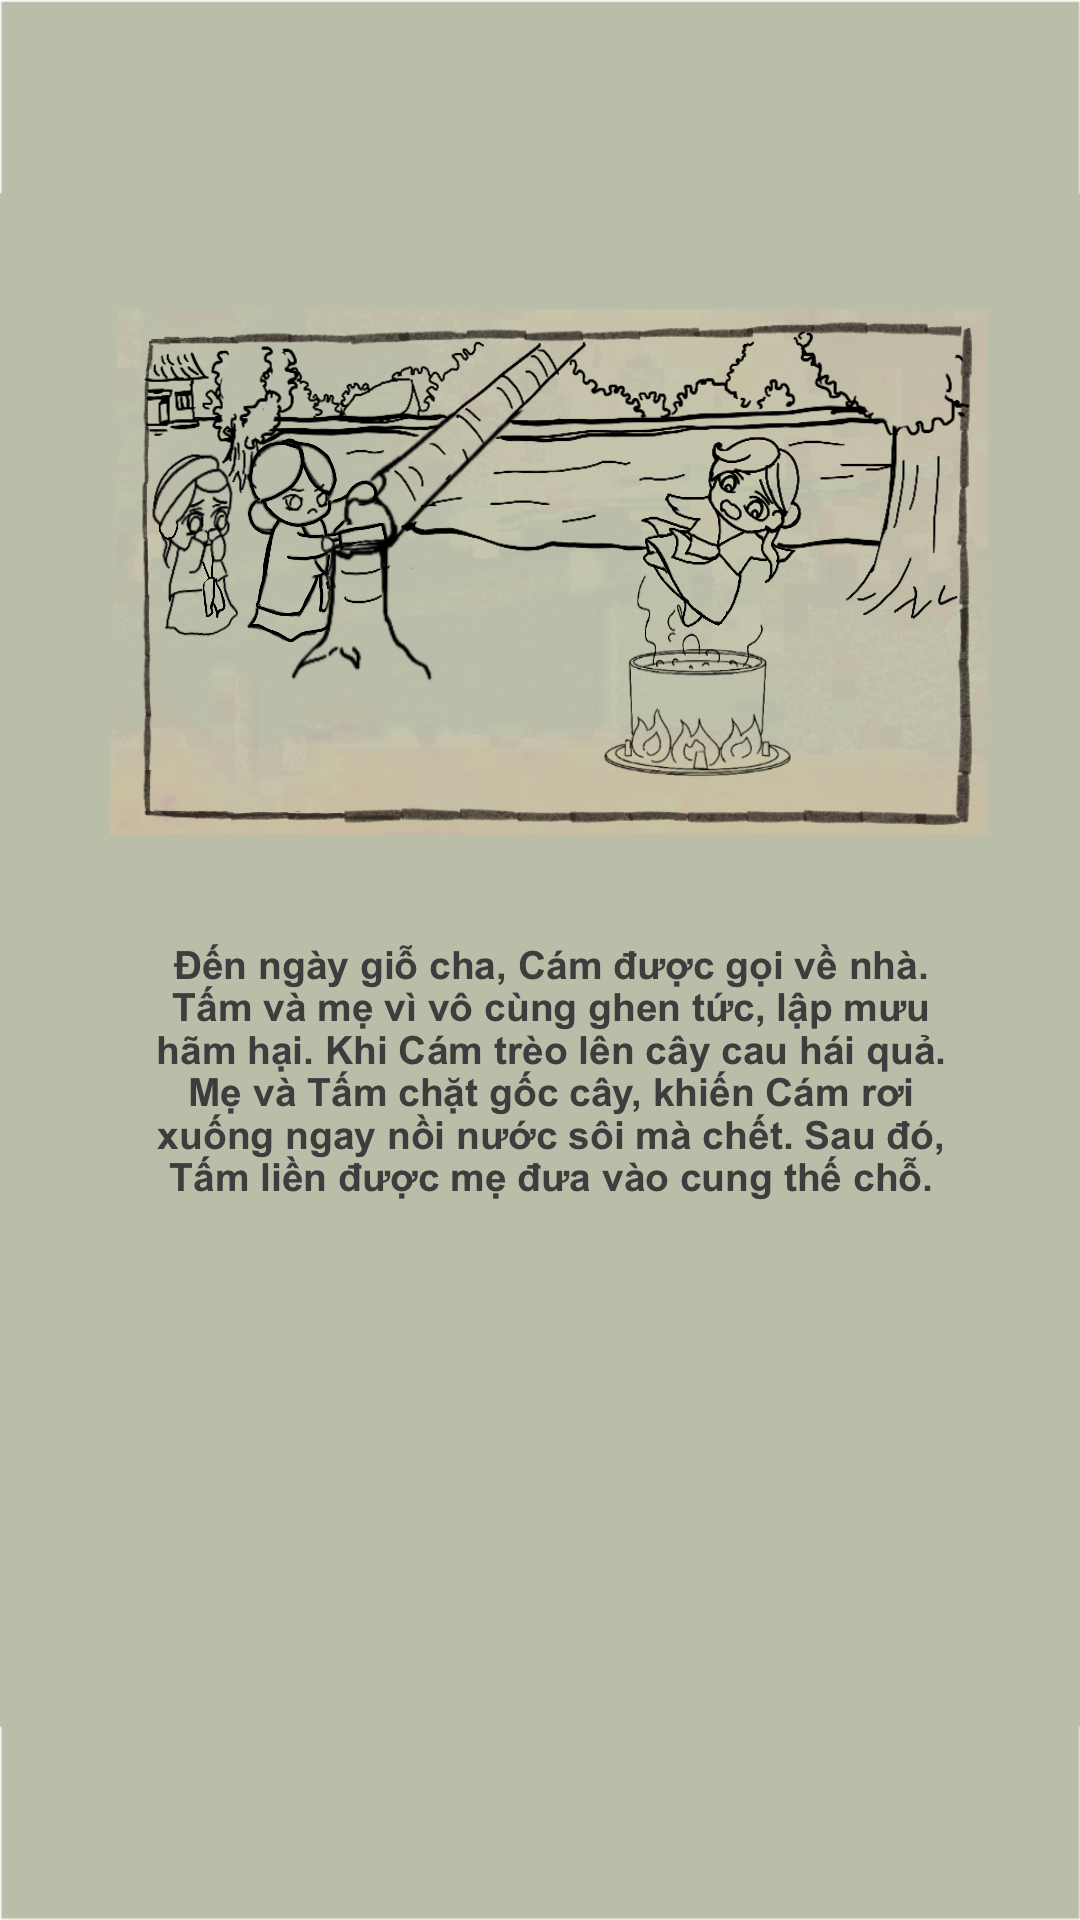 Đến ngày giỗ cha, Cám được gọi về nhà.
Tấm và mẹ vì vô cùng ghen tức, lập mưu
hãm hại. Khi Cám trèo lên cây cau hái quả.
Mẹ và Tấm chặt gốc cây, khiến Cám rơi
xuống ngay nồi nước sôi mà chết. Sau đó,
Tấm liền được mẹ đưa vào cung thế chỗ.